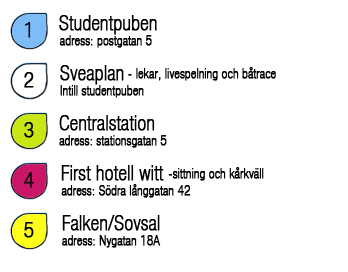 1 Studentpuben
adress: postgatan 5
2 Sveaplan - lekar, livespelning och båtrace
Intill studentpuben
3 Centralstation
adress: stationsgatan 5
4 First hotell witt -sittning och kårkväll
adress: Södra långgatan 42
5 Falken/Sovsal
adress: Nygatan 18A